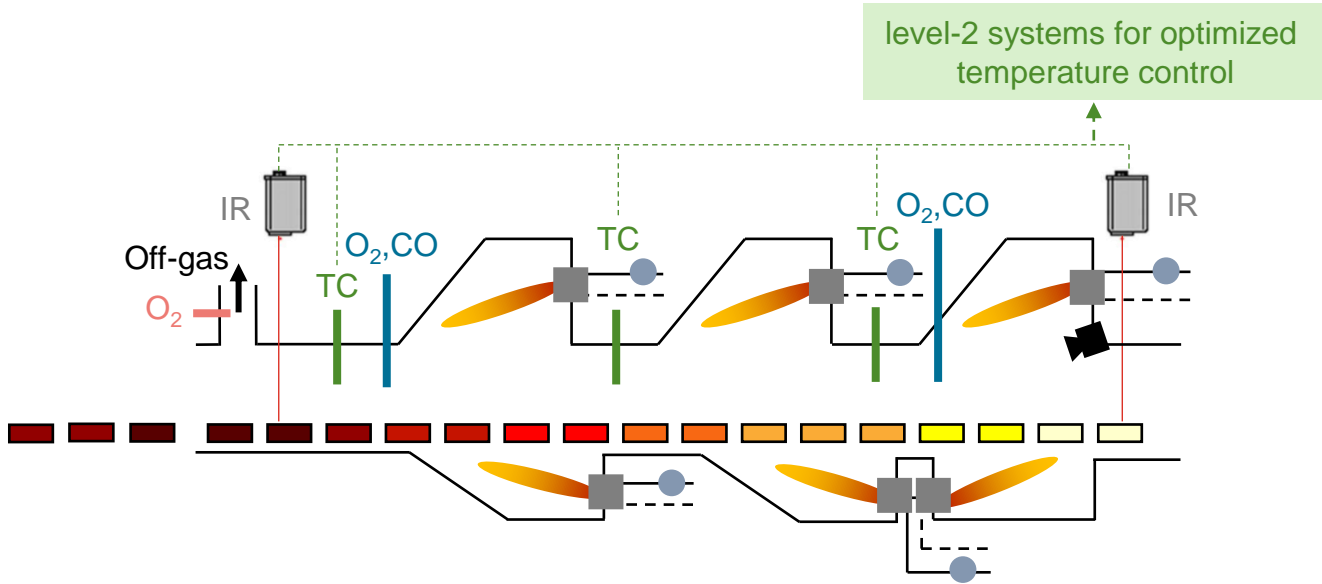 level-2 systems for optimized
temperature control
IR
O₂,CO
IR
TC
TC
O₂,CO
Off-gas
TC
O₂